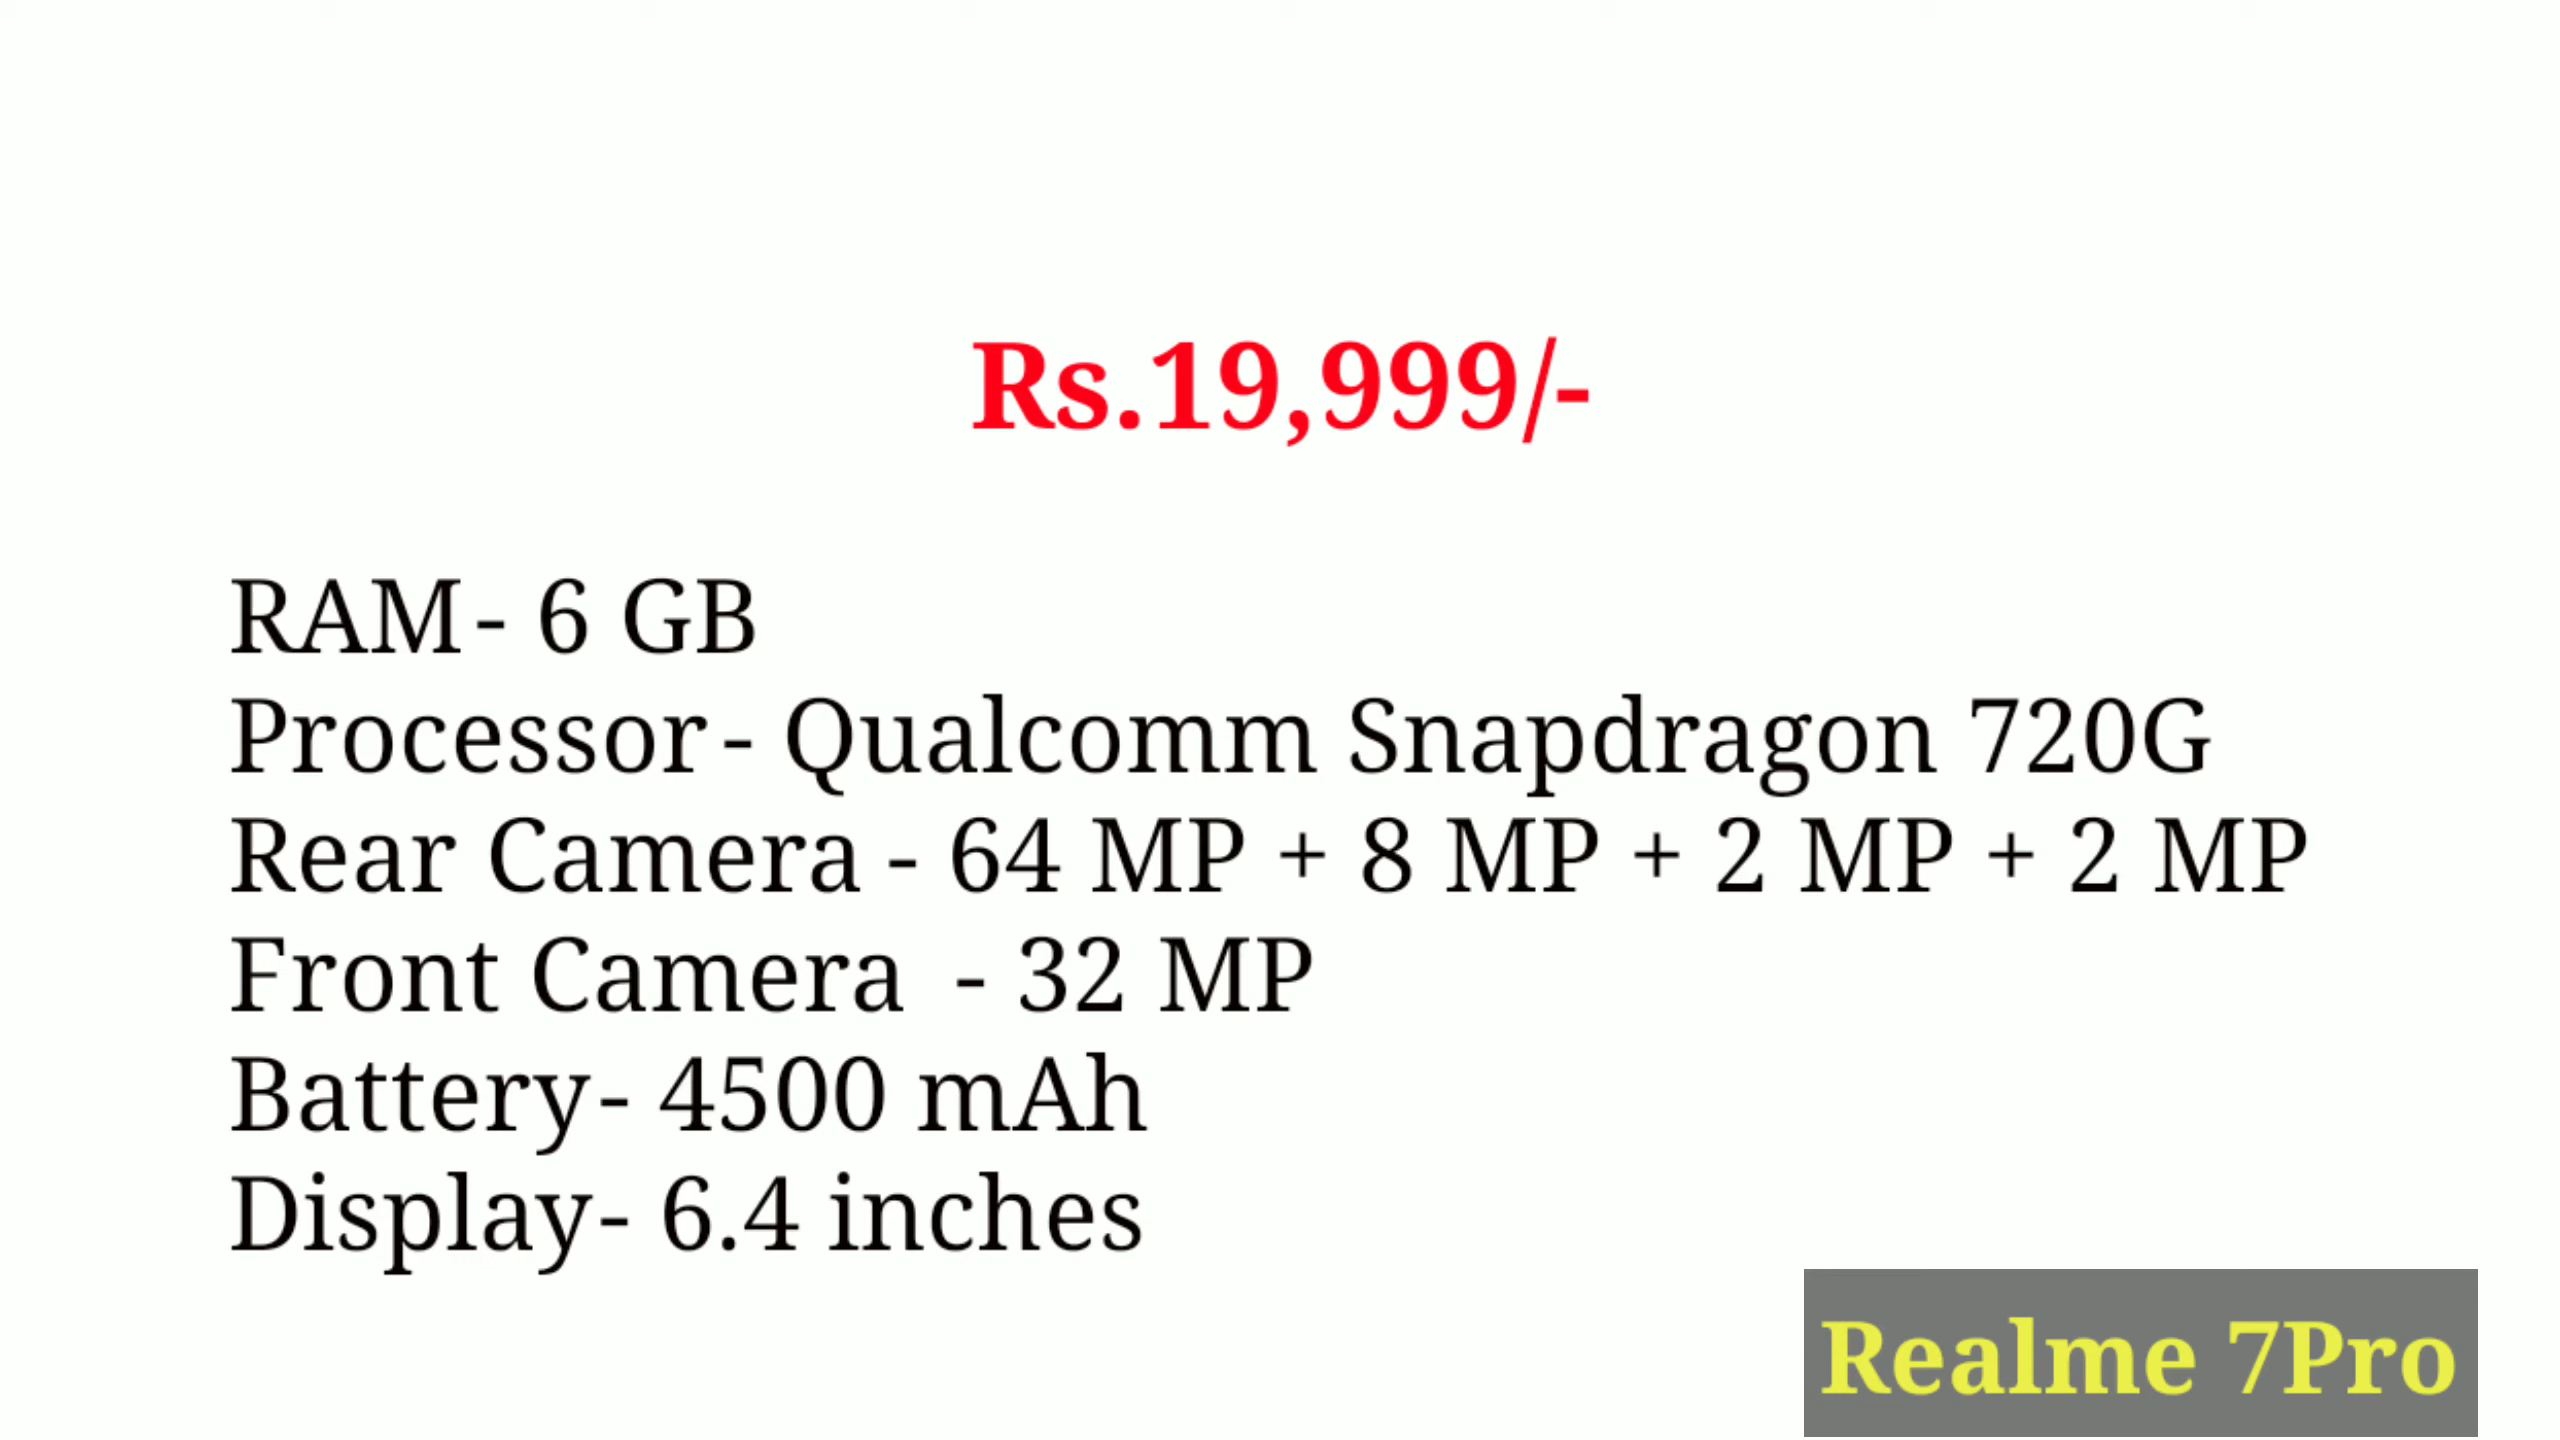 Rs.19,999/-
RAM- 6 GB
Processor- Qualcomm Snapdragon 720G
Rear Camera - 64 MP + 8 MP + 2 MP + 2 MP
Front Camera  - 32 MP
Battery- 4500 mAh
Display- 6.4 inches
Realme 7Pro